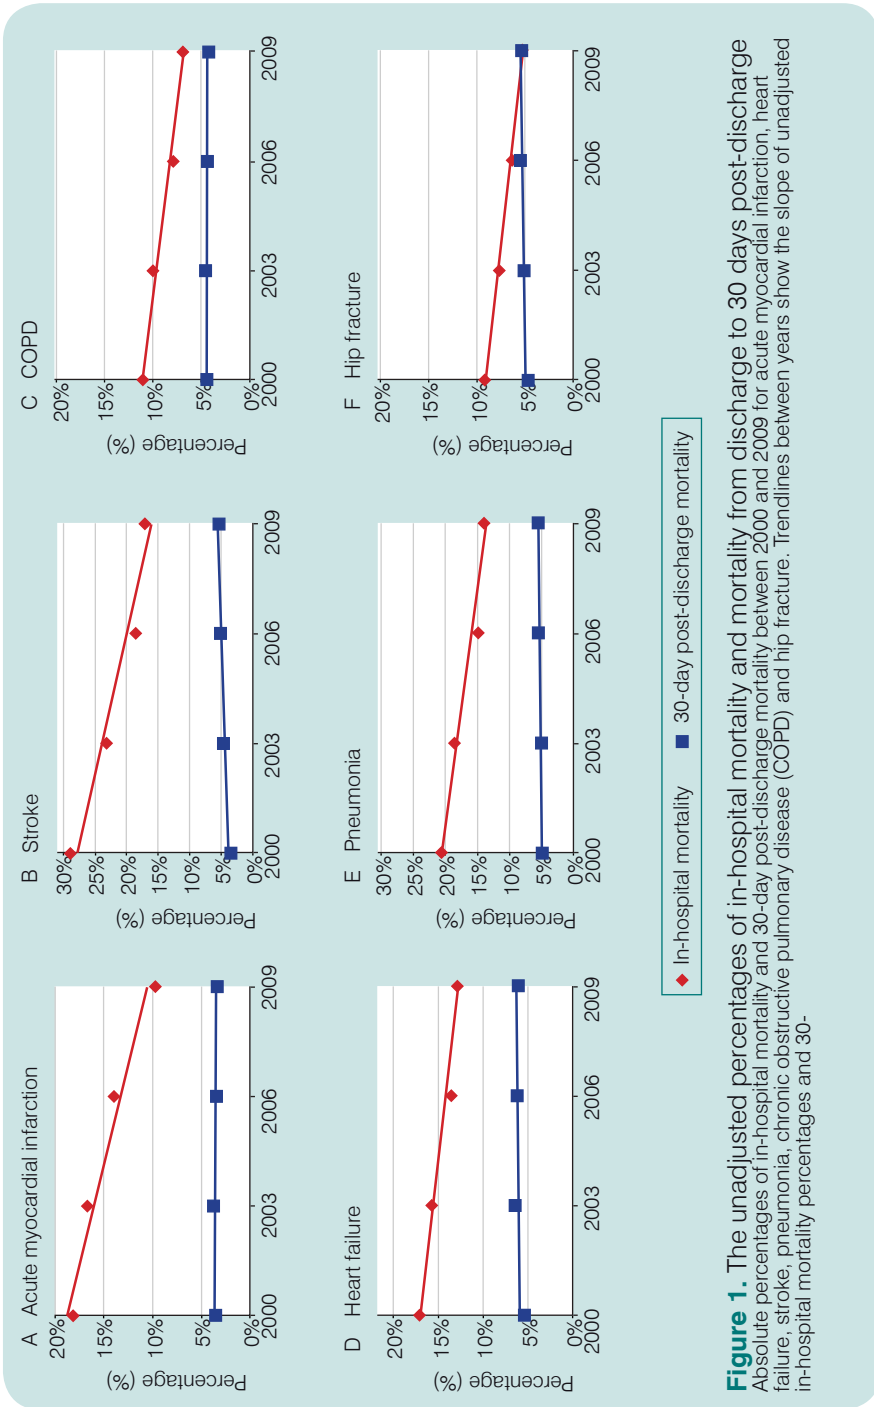 A Acute myocardial infarction
Percentage (%)
20%
15%
10%
5%
0%
2000 2003 2006 2009
B Stroke
Percentage (%)
30%
25%
20%
15%
10%
5%
0%
2000 2003 2006 2009
C COPD
Percentage (%)
20%
15%
10%
5%
0%
2000 2003 2006 2009
D Heart failure
Percentage (%)
20%
15%
10%
5%
0%
2000 2003 2006 2009
E Pneumonia
Percentage (%)
30%
25%
20%
15%
10%
5%
0%
2000 2003 2006 2009
F Hip fracture
Percentage (%)
20%
15%
10%
5%
0%
2000 2003 2006 2009
In-hospital mortality 30-day post-discharge mortality
Figure 1. The unadjusted percentages of in-hospital mortality and mortality from discharge to 30 days post-discharge
Absolute percentages of in-hospital mortality and 30-day post-discharge mortality between 2000 and 2009 for acute myocardial infarction, heart
failure, stroke, pneumonia, chronic obstructive pulmonary disease (COPD) and hip fracture. Trendlines between years show the slope of unadjusted
in-hospital mortality percentages and 30-